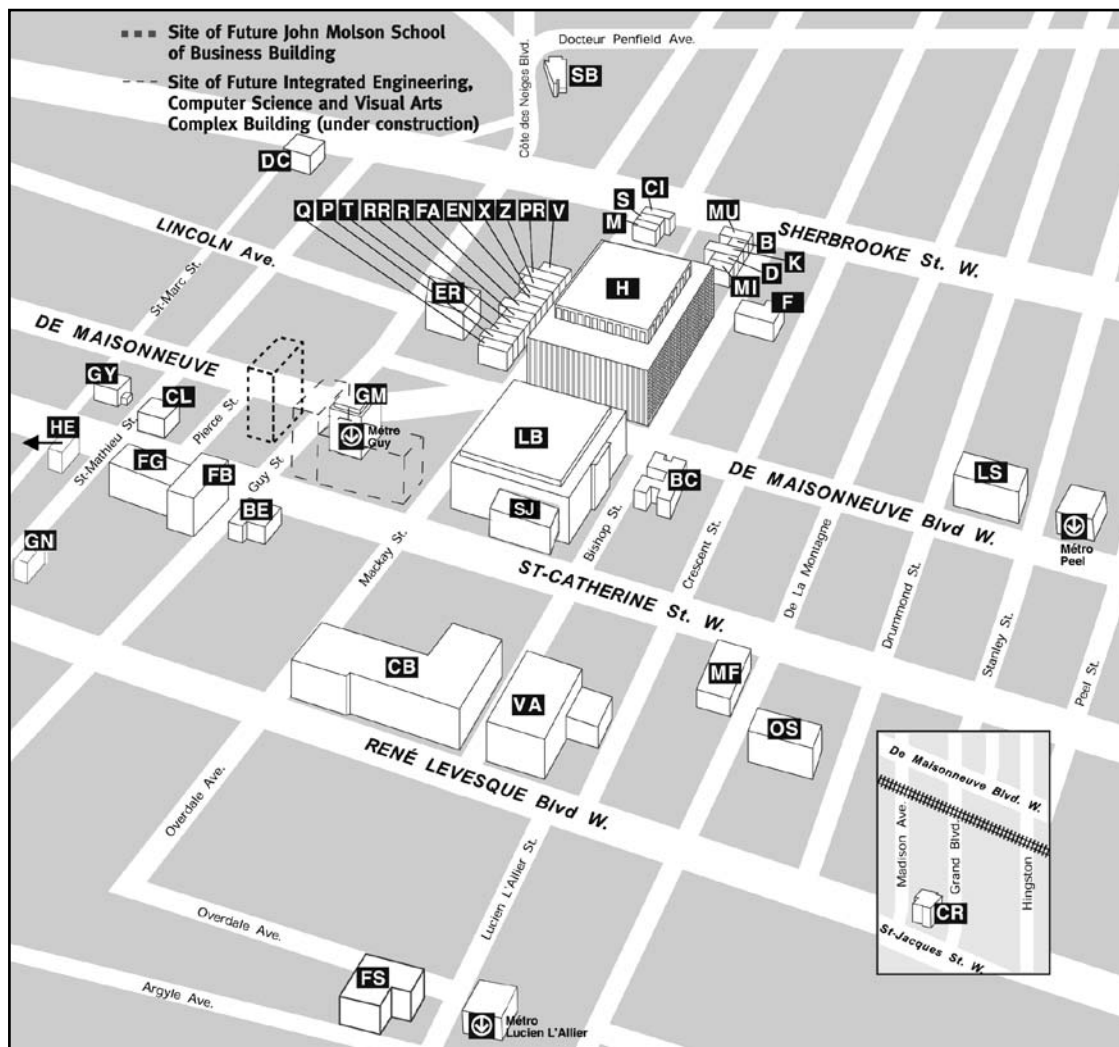 Site of Future John Molson School
of Business Building
Site of Future Integrated Engineering,
Computer Science and Visual Arts
Complex Building (under construction)
Docteur Penfield Ave.
Côte des Neiges Blvd.
SB
DC
Q P T RR R FA EN X Z PR V
S
CI
M
MU
B
K
D
MI
F
SHERBROOKE St. W.
LINCOLN Ave.
St-Marc St.
ER
H
DE MAISONNEUVE
GY
CL
GM
Métro
Guy
HE
St-Mathieu St.
Pierce St.
FG
FB
Guy St
BE
GN
LB
SJ
BC
DE MAISONNEUVE Blvd W.
LS
Métro
Peel
Mackay St.
Bishop St.
Crescent St.
De La Montagne
Drummond St.
Stanley St.
Peel St.
ST-CATHERINE St. W.
CB
VA
MF
OS
RENÉ LEVESQUE Blvd W.
Overdale Ave.
Lucien L'Allier St.
Overdale Ave.
Argyle Ave.
FS
Métro
Lucien L'Allier
De Maisonneuve Blvd. W.
Madison Ave.
Grand Blvd.
Hingston
CR
St-Jacques St. W.